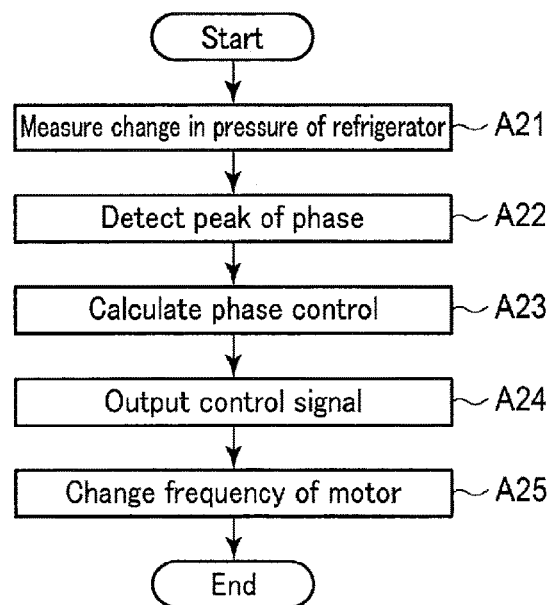 Start
Measure change in pressure of refrigerator A21
Detect peak of phase A22
Calculate phase control A23
Output control signal A24
Change frequency of motor A25
End